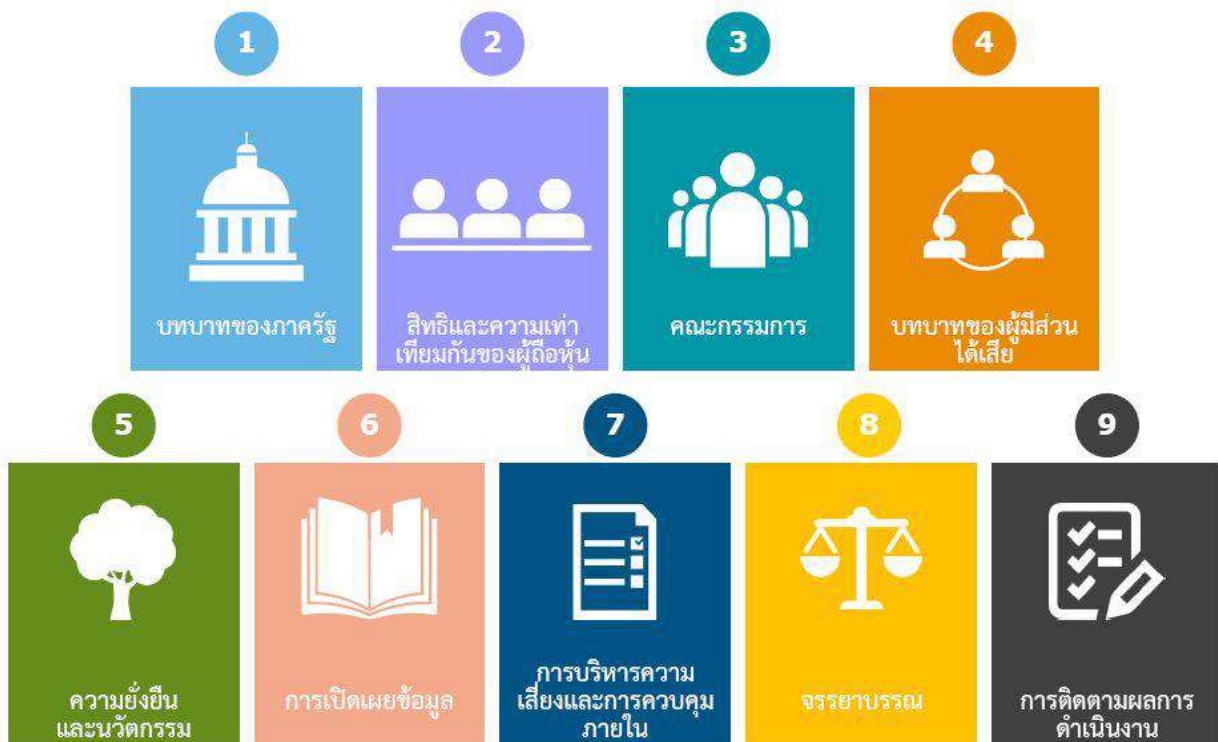 1
2
3
4
บทบาทของภาครัฐ
สิทธิและความเท่า
เทียมกันของผู้ถือหุ้น
คณะกรรมการ
บทบาทของผู้มีส่วน
ได้เสีย
5
6
7
8
9
ความยั่งยืน
และนวัตกรรม
การเปิดเผยข้อมูล
การบริหารความ
เสี่ยงและการควบคุม
ภายใน
จรรยาบรรณ
การติดตามผลการ
ดำเนินงาน